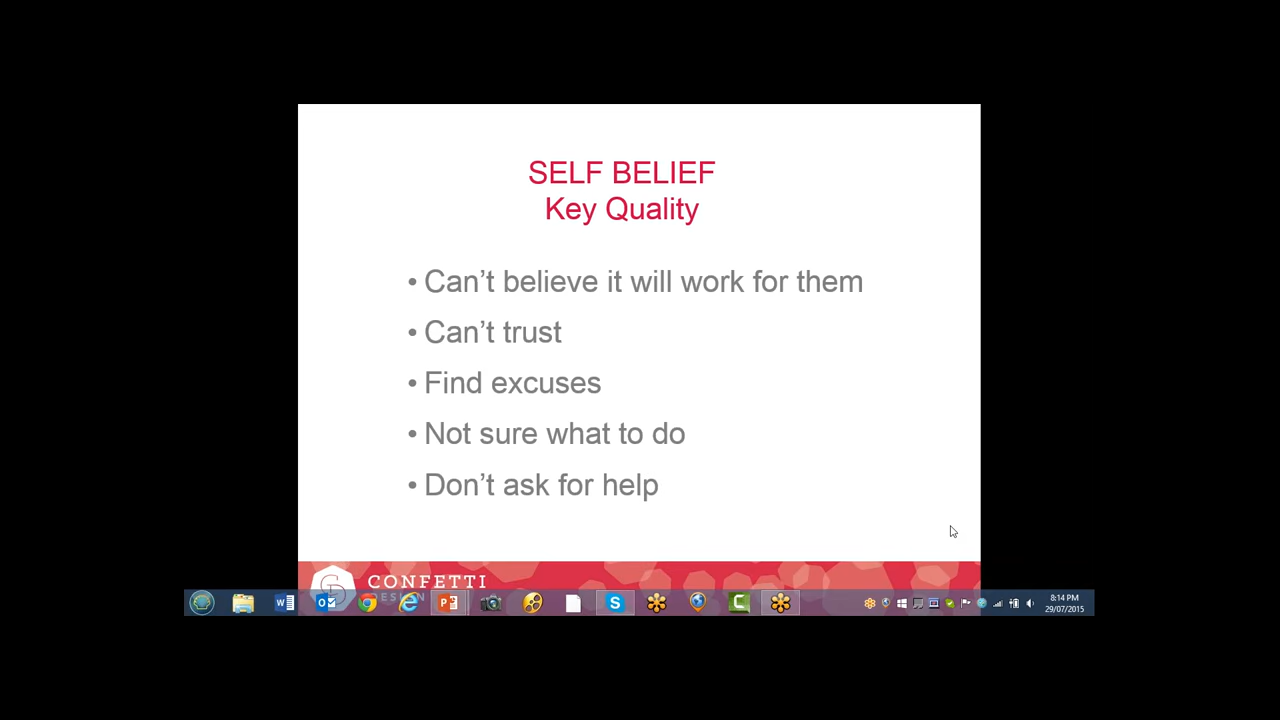 SELF BELIEF
Key Quality
• Can't believe it will work for them
• Can't trust
• Find excuses
• Not sure what to do
• Don't ask for help
CONFETTI
8:14 PM
29/07/2015